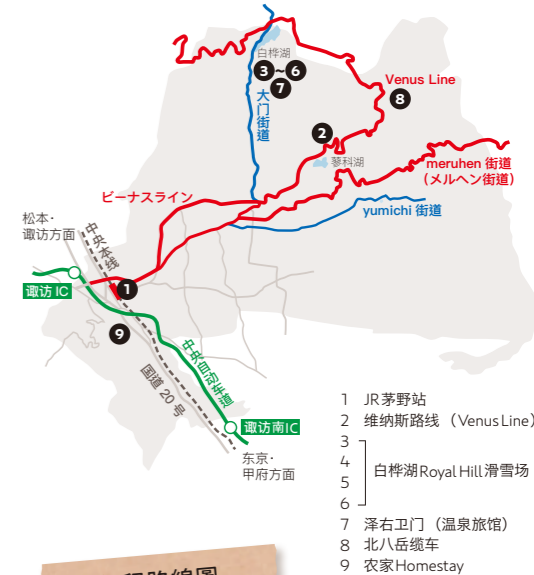 白桦湖
3~6
7
大门街道
Venus Line
8
2
蓼科湖
meruhen 街道
(メルヘン街道)
ビーナスライン
yumichi 街道
松本・
诹访方面
中央本线
诹访 IC
1
9
中央自动车道
国道 20 号
诹访南IC
东京・
甲府方面
1 JR茅野站
2 维纳斯路线 (Venus Line)
3
4
5
6
白桦湖Royal Hill滑雪场
7 泽右卫门 (温泉旅馆)
8 北八岳缆车
9 农家Homestay